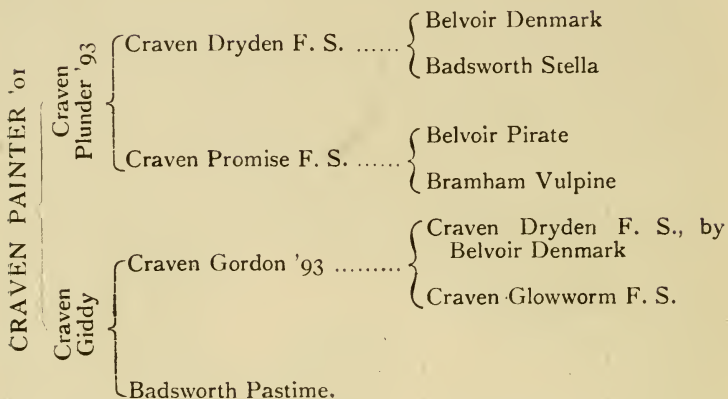 CRAVEN PAINTER '01
Craven
Plunder '93
Craven Dryden F. S. ......
Belvoir Denmark
Badsworth Stella
Craven Promise F. S. ......
Belvoir Pirate
Bramham Vulpine
Craven
Giddy
Craven Gordon '93 .........
Craven Dryden F. S., by
Belvoir Denmark
Craven Glowworm F. S.
Badsworth Pastime.